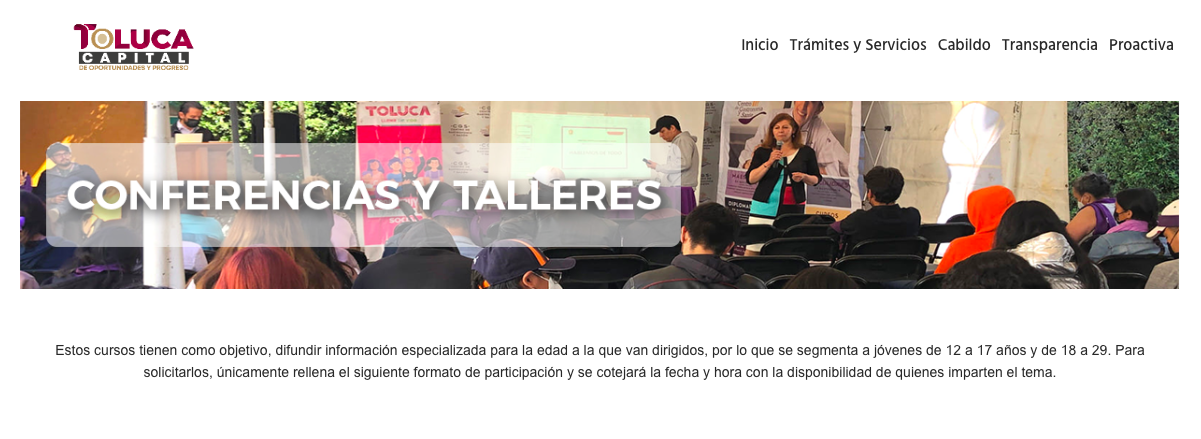 TOLUCA
CAPITAL
DE OPORTUNIDADES Y PROGRESO
Inicio Trámites y Servicios Cabildo Transparencia Proactiva
TOLUCA
CONFERENCIAS Y TALLERES
DIPLOMAD
CURSOS
Estos cursos tienen como objetivo, difundir información especializada para la edad a la que van dirigidos, por lo que se segmenta a jóvenes de 12 a 17 años y de 18 a 29. Para
solicitarlos, únicamente rellena el siguiente formato de participación y se cotejará la fecha y hora con la disponibilidad de quienes imparten el tema.